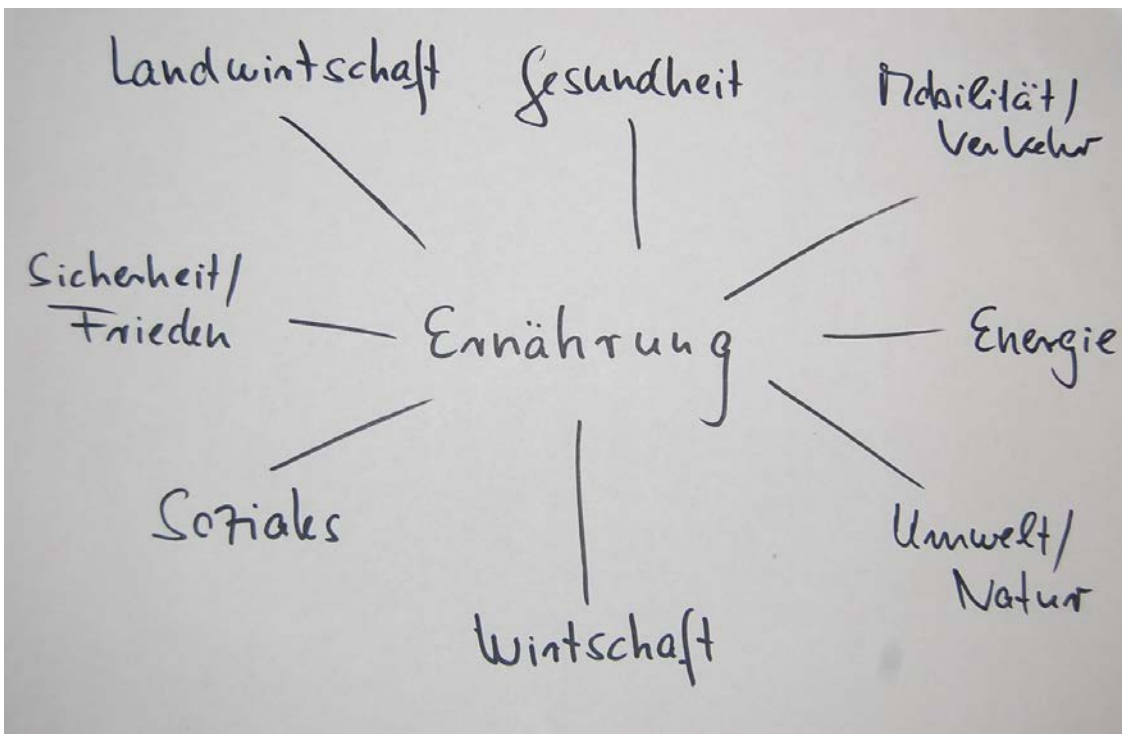 Landwirtschaft
Gesundheit
Mobilität/
Verkehr
Sicherheit/
Frieden
Ernährung
Energie
Soziales
Umwelt/
Natur
Wirtschaft